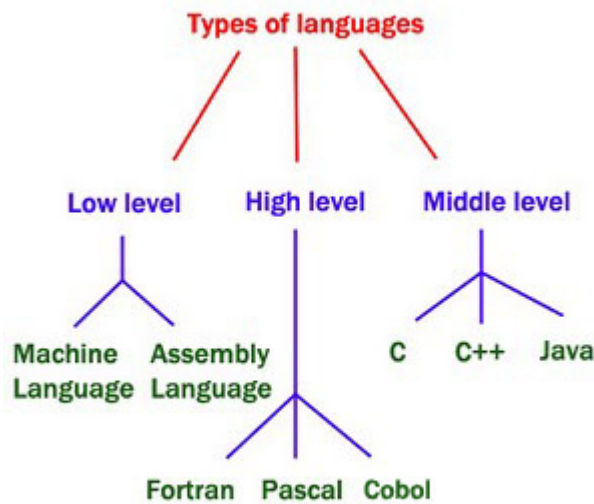 Types of languages
Low level
High level
Middle level
Machine Language
Assembly Language
C
C++
Java
Fortran
Pascal
Cobol